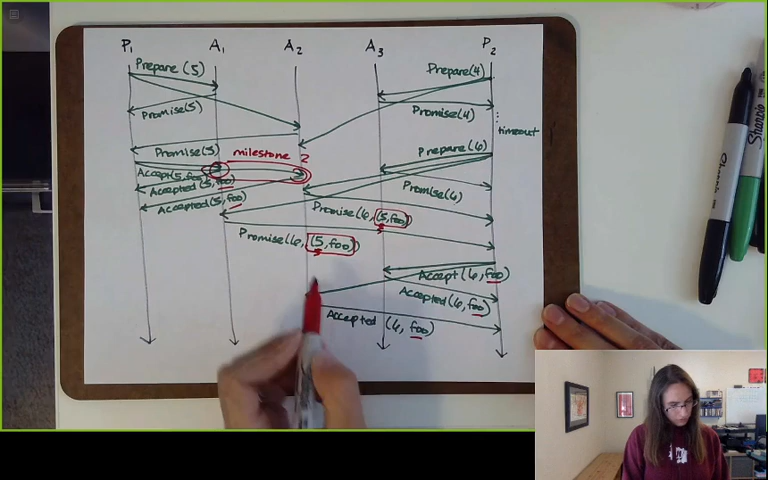 P1 A1 A2 A3 P2
Prepare (5)
Prepare(4)
Promise(5)
Promise(4)
timeout
Promise(5)
milestone 2
Prepare (6)
Accept(5,foo)
Accepted (5,foo)
Promise(6)
Accepted(5,foo)
Promise(6,(5,foo))
Promise(6,(5,foo))
Accept (6,foo)
Accepted (6,foo)
Accepted (6,foo)
Sharpie